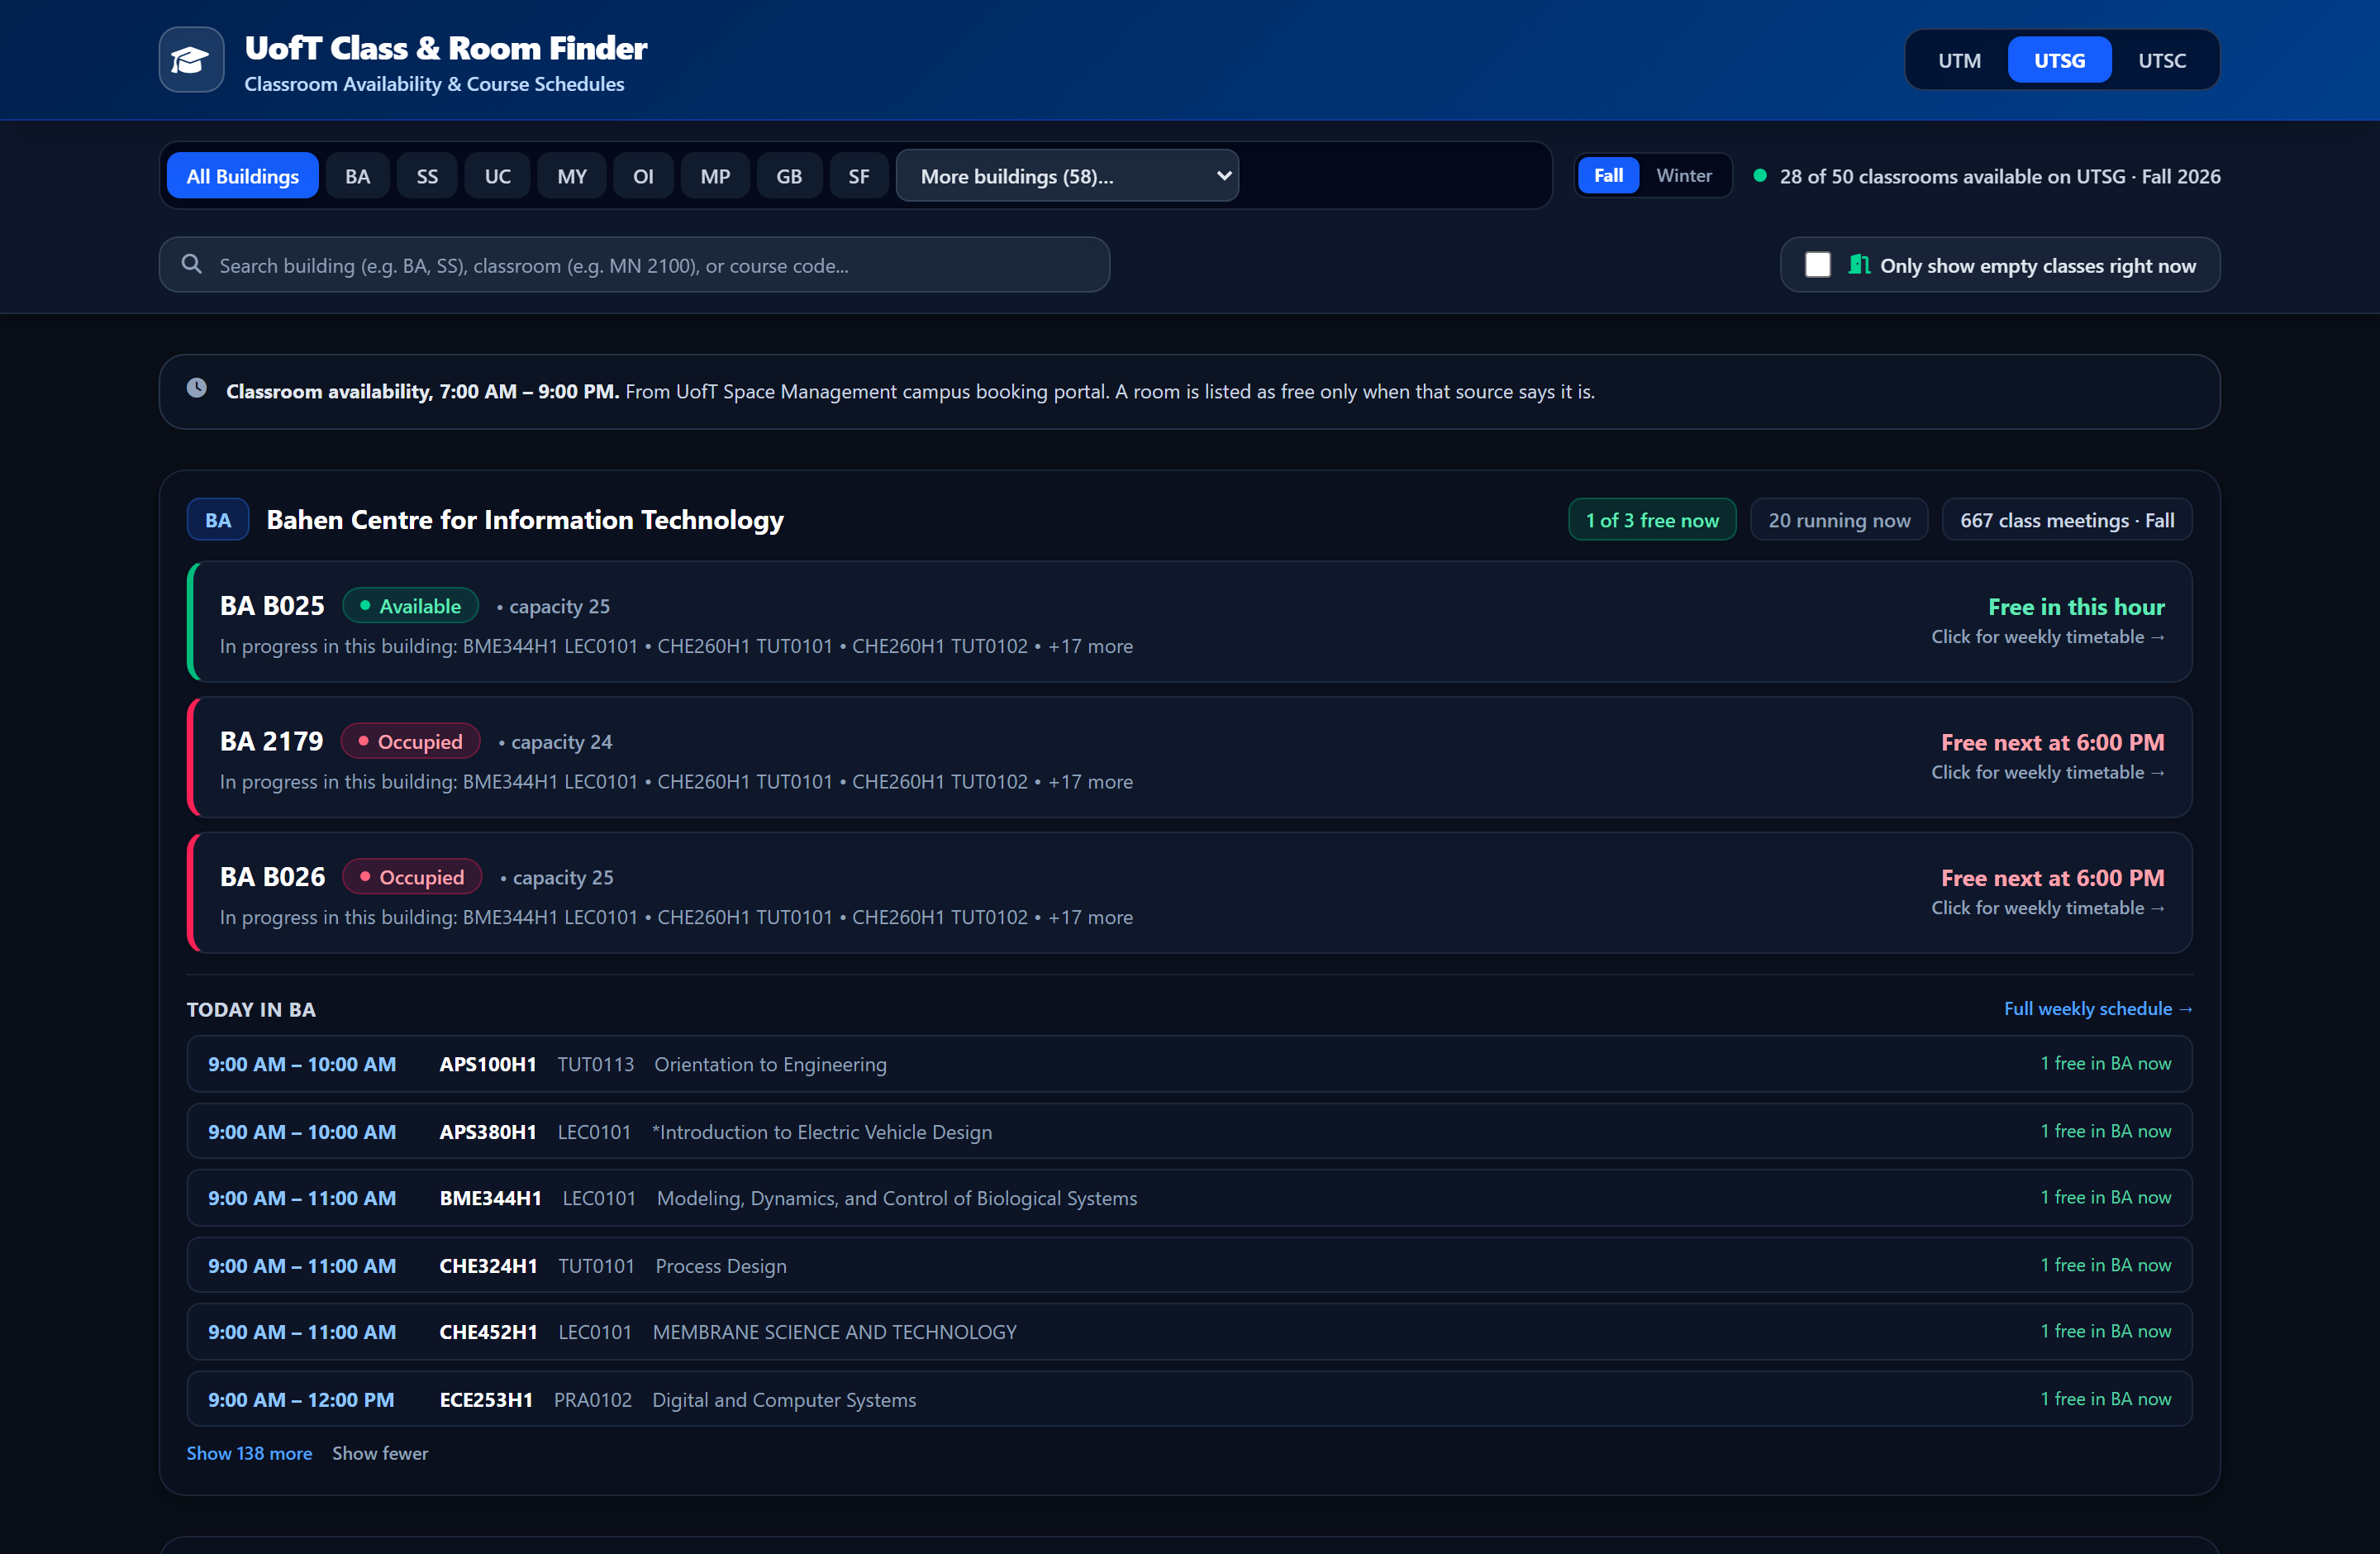 UofT Class & Room Finder
Classroom Availability & Course Schedules
UTM UTSG UTSC
All Buildings BA SS UC MY OI MP GB SF More buildings (58)...
Fall Winter
28 of 50 classrooms available on UTSG · Fall 2026
Search building (e.g. BA, SS), classroom (e.g. MN 2100), or course code...
Only show empty classes right now
Classroom availability, 7:00 AM – 9:00 PM. From UofT Space Management campus booking portal. A room is listed as free only when that source says it is.
BA Bahen Centre for Information Technology
1 of 3 free now 20 running now 667 class meetings · Fall
BA B025 Available • capacity 25
Free in this hour
In progress in this building: BME344H1 LEC0101 • CHE260H1 TUT0101 • CHE260H1 TUT0102 • +17 more
Click for weekly timetable →
BA 2179 Occupied • capacity 24
Free next at 6:00 PM
In progress in this building: BME344H1 LEC0101 • CHE260H1 TUT0101 • CHE260H1 TUT0102 • +17 more
Click for weekly timetable →
BA B026 Occupied • capacity 25
Free next at 6:00 PM
In progress in this building: BME344H1 LEC0101 • CHE260H1 TUT0101 • CHE260H1 TUT0102 • +17 more
Click for weekly timetable →
TODAY IN BA
Full weekly schedule →
9:00 AM – 10:00 AM APS100H1 TUT0113 Orientation to Engineering 1 free in BA now
9:00 AM – 10:00 AM APS380H1 LEC0101 *Introduction to Electric Vehicle Design 1 free in BA now
9:00 AM – 11:00 AM BME344H1 LEC0101 Modeling, Dynamics, and Control of Biological Systems 1 free in BA now
9:00 AM – 11:00 AM CHE324H1 TUT0101 Process Design 1 free in BA now
9:00 AM – 11:00 AM CHE452H1 LEC0101 MEMBRANE SCIENCE AND TECHNOLOGY 1 free in BA now
9:00 AM – 12:00 PM ECE253H1 PRA0102 Digital and Computer Systems 1 free in BA now
Show 138 more Show fewer